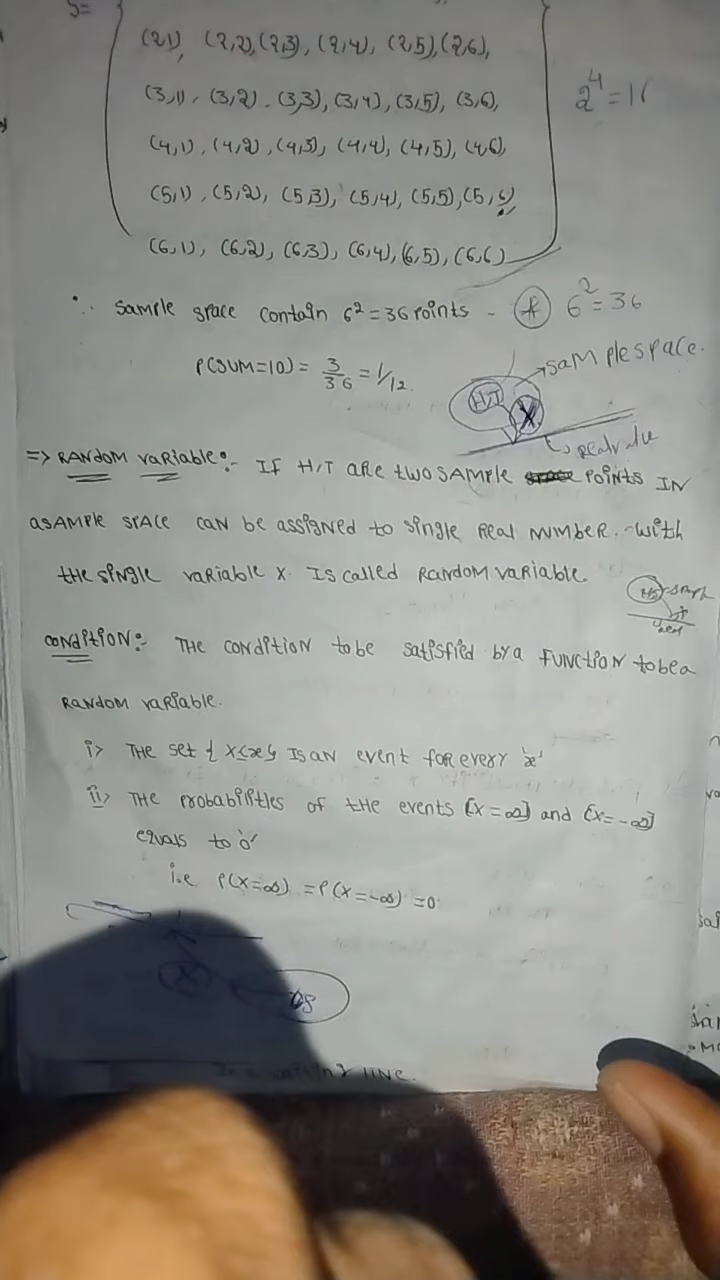 S=
(2,1), (2,2), (2,3), (2,4), (2,5), (2,6),
(3,1), (3,2), (3,3), (3,4), (3,5), (3,6),
2^4 = 16
(4,1), (4,2), (4,3), (4,4), (4,5), (4,6),
(5,1), (5,2), (5,3), (5,4), (5,5), (5,6),
(6,1), (6,2), (6,3), (6,4), (6,5), (6,6)
∴ Sample space contain 6² = 36 Points -
6² = 36
P(SUM=10) = 3/36 = 1/12.
sample space.
H,T
X
real value
=> RANDOM VARIABLE:- IF H,T ARE two SAMPLE POINTS IN
A SAMPLE SPACE CAN be assigned to single Real NUMBER. with
the SINGLE variable X. Is called RANDOM VARIABLE.
CONDITION:- THE CONDITION to be satisfied by a FUNCTION to be a
RANDOM VARIABLE.
i> THE SET { X≤x} IS AN event for every 'x'
ii> THE Probabilitles of tHE events [X = ∞] and [X = -∞]
equals to '0'
i.e P(X=∞) = P(X=-∞) = 0.
LINE.